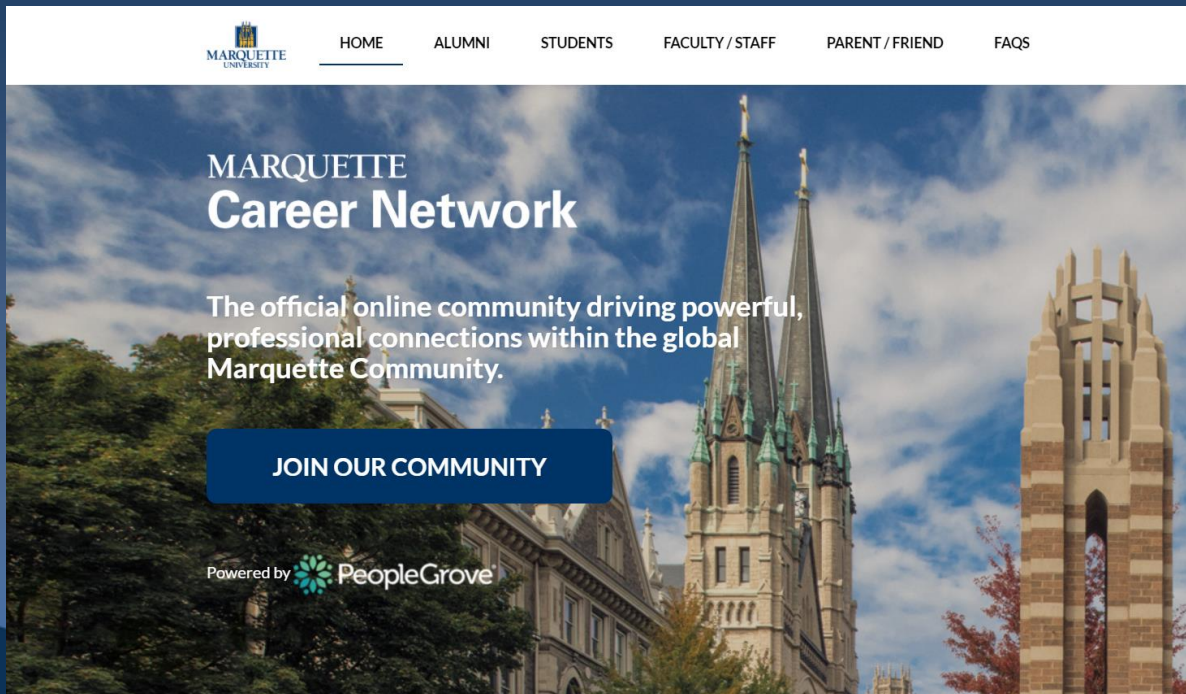 MARQUETTE
UNIVERSITY
HOME
ALUMNI
STUDENTS
FACULTY / STAFF
PARENT / FRIEND
FAQS
MARQUETTE
Career Network
The official online community driving powerful,
professional connections within the global
Marquette Community.
JOIN OUR COMMUNITY
Powered by PeopleGrove